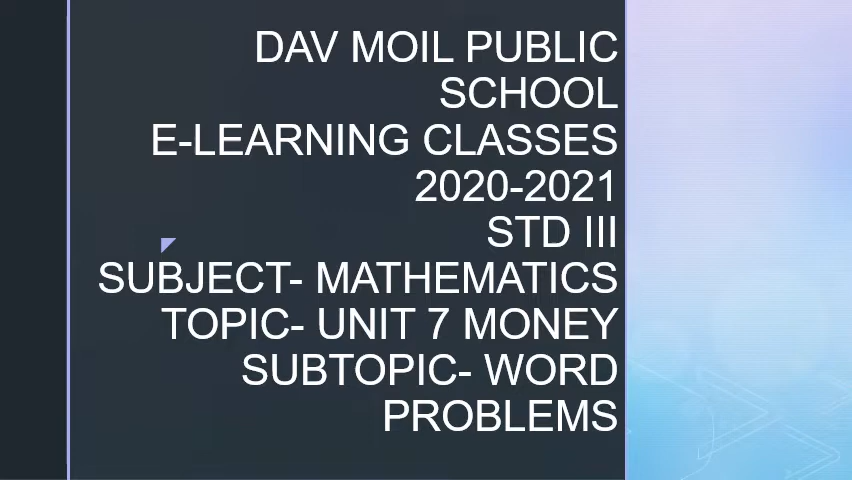 DAV MOIL PUBLIC
SCHOOL
E-LEARNING CLASSES
2020-2021
STD III
SUBJECT- MATHEMATICS
TOPIC- UNIT 7 MONEY
SUBTOPIC- WORD
PROBLEMS